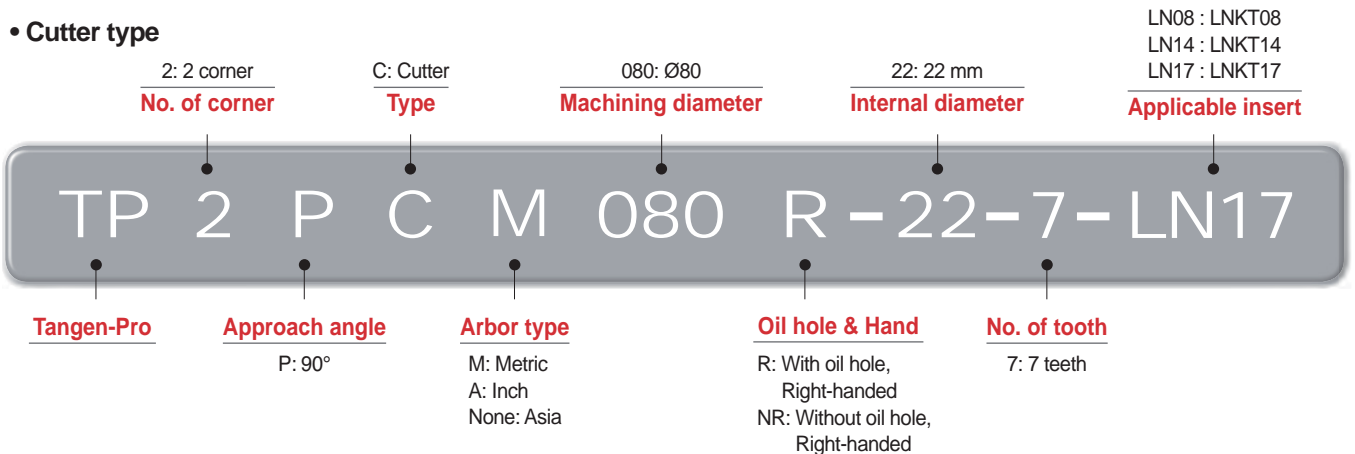 • Cutter type
2: 2 corner
No. of corner
C: Cutter
Type
080: Ø80
Machining diameter
22: 22 mm
Internal diameter
LN08 : LNKT08
LN14 : LNKT14
LN17 : LNKT17
Applicable insert
TP 2 P C M 080 R-22-7-LN17
Tangen-Pro
Approach angle
P: 90°
Arbor type
M: Metric
A: Inch
None: Asia
Oil hole & Hand
R: With oil hole,
Right-handed
NR: Without oil hole,
Right-handed
No. of tooth
7: 7 teeth